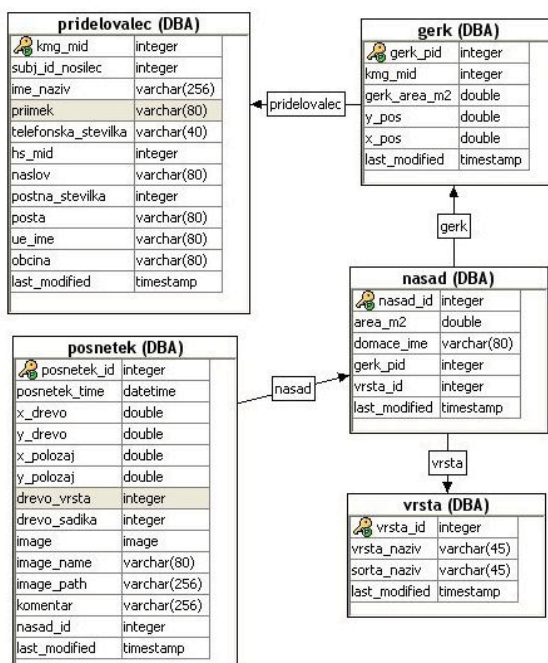 pridelovalec (DBA)
kmg_mid integer
subj_id_nosilec integer
ime_naziv varchar(256)
priimek varchar(80)
telefonska_stevilka varchar(40)
hs_mid integer
naslov varchar(80)
postna_stevilka integer
posta varchar(80)
ue_ime varchar(80)
obcina varchar(80)
last_modified timestamp
pridelovalec
gerk (DBA)
gerk_pid integer
kmg_mid integer
gerk_area_m2 double
y_pos double
x_pos double
last_modified timestamp
gerk
nasad (DBA)
nasad_id integer
area_m2 double
domace_ime varchar(80)
gerk_pid integer
vrsta_id integer
last_modified timestamp
posnetek (DBA)
posnetek_id integer
posnetek_time datetime
x_drevo double
y_drevo double
x_polozaj double
y_polozaj double
drevo_vrsta integer
drevo_sadika integer
image image
image_name varchar(80)
image_path varchar(256)
komentar varchar(256)
nasad_id integer
last_modified timestamp
nasad
vrsta
vrsta (DBA)
vrsta_id integer
vrsta_naziv varchar(45)
sorta_naziv varchar(45)
last_modified timestamp